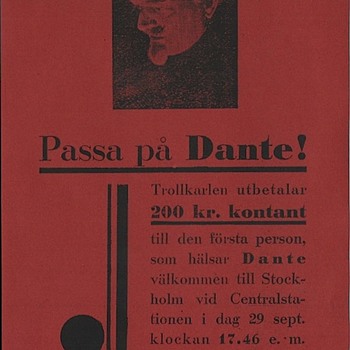 Passa på Dante!
Trollkarlen utbetalar
200 kr. kontant
till den första person,
som hälsar Dante
välkommen till Stock-
holm vid Centralsta-
tionen i dag 29 sept.
klockan 17.46 e.-m.